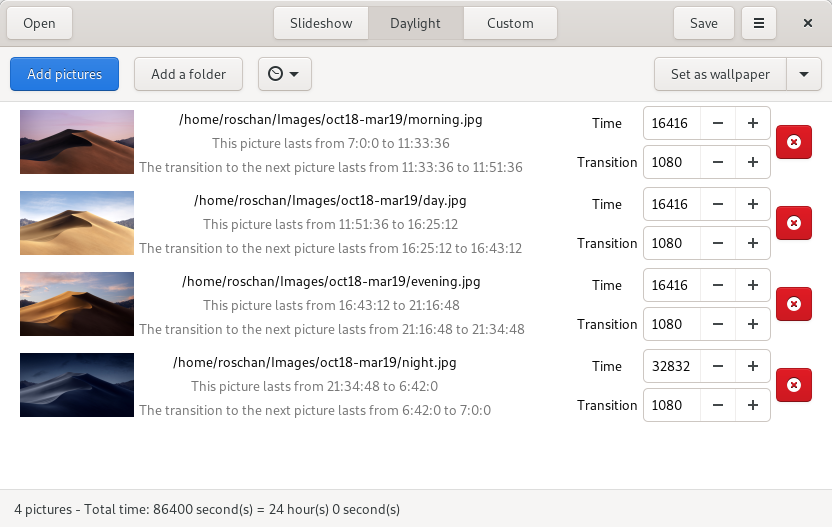 Open
Slideshow
Daylight
Custom
Save
Add pictures
Add a folder
Set as wallpaper
/home/roschan/Images/oct18-mar19/morning.jpg
This picture lasts from 7:0:0 to 11:33:36
The transition to the next picture lasts from 11:33:36 to 11:51:36
Time 16416
Transition 1080
/home/roschan/Images/oct18-mar19/day.jpg
This picture lasts from 11:51:36 to 16:25:12
The transition to the next picture lasts from 16:25:12 to 16:43:12
Time 16416
Transition 1080
/home/roschan/Images/oct18-mar19/evening.jpg
This picture lasts from 16:43:12 to 21:16:48
The transition to the next picture lasts from 21:16:48 to 21:34:48
Time 16416
Transition 1080
/home/roschan/Images/oct18-mar19/night.jpg
This picture lasts from 21:34:48 to 6:42:0
The transition to the next picture lasts from 6:42:0 to 7:0:0
Time 32832
Transition 1080
4 pictures - Total time: 86400 second(s) = 24 hour(s) 0 second(s)